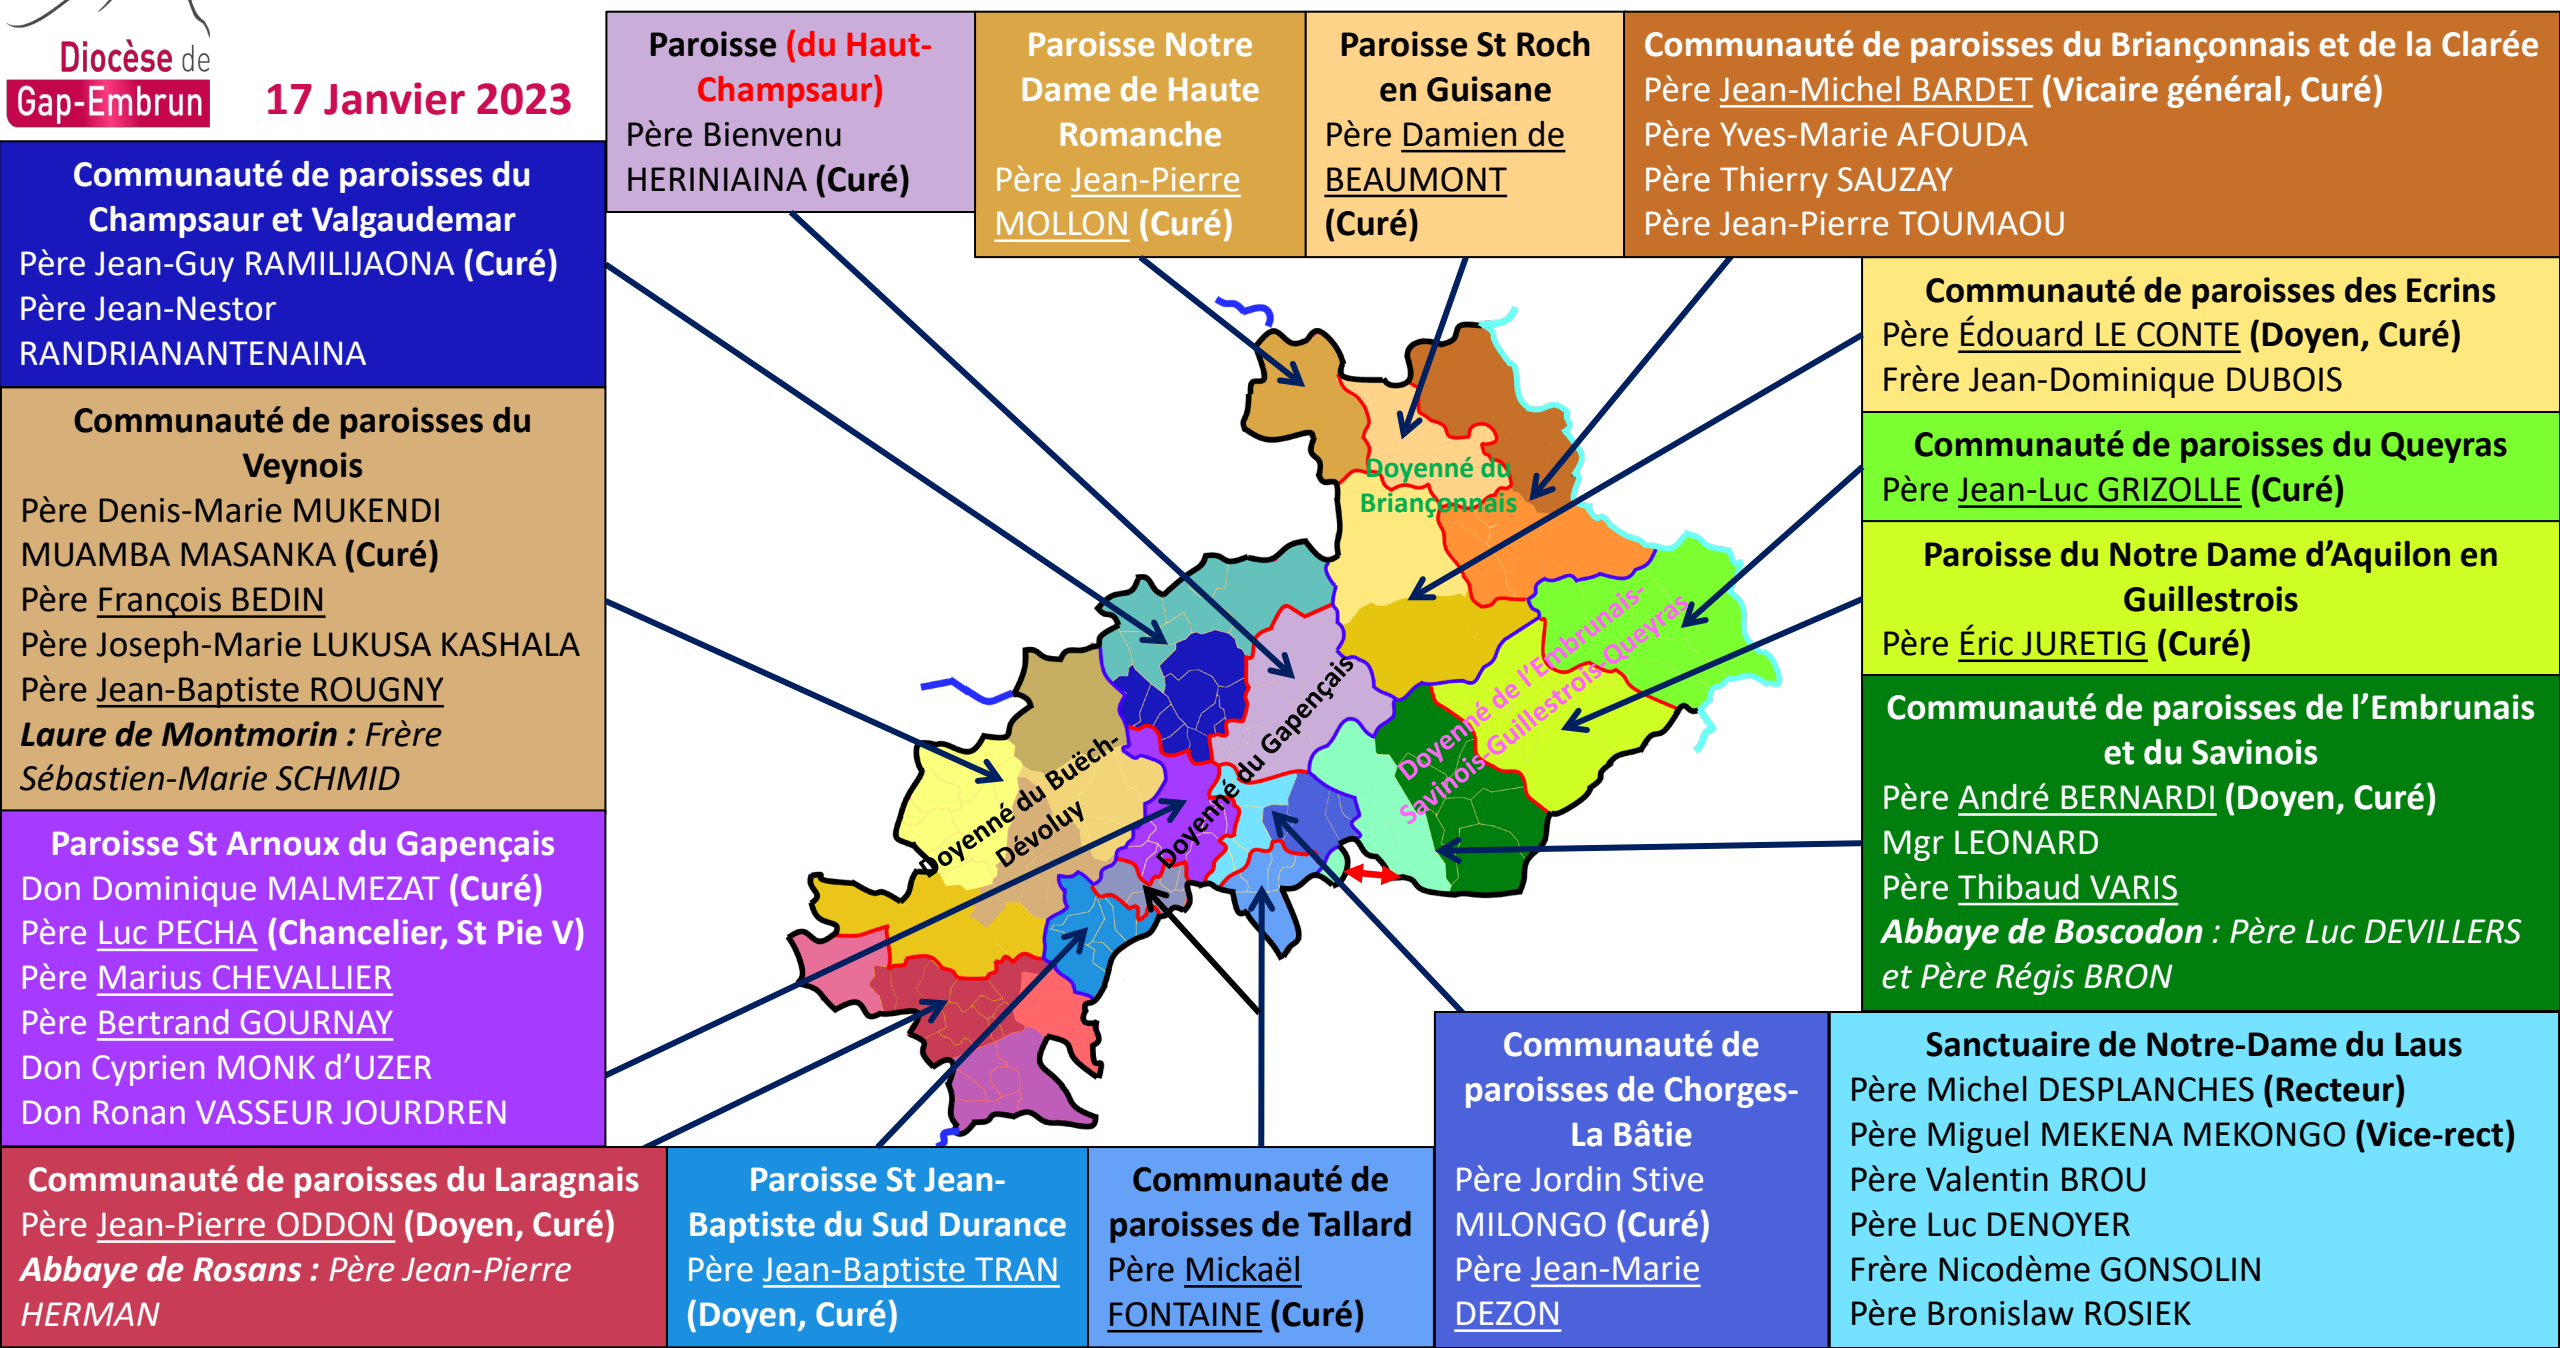 Diocèse de
Gap-Embrun
17 Janvier 2023
Paroisse (du Haut-
Champsaur)
Père Bienvenu
HERINIAINA (Curé)
Paroisse Notre
Dame de Haute
Romanche
Père Jean-Pierre
MOLLON (Curé)
Paroisse St Roch
en Guisane
Père Damien de
BEAUMONT
(Curé)
Communauté de paroisses du Briançonnais et de la Clarée
Père Jean-Michel BARDET (Vicaire général, Curé)
Père Yves-Marie AFOUDA
Père Thierry SAUZAY
Père Jean-Pierre TOUMAOU
Communauté de paroisses du
Champsaur et Valgaudemar
Père Jean-Guy RAMILIJAONA (Curé)
Père Jean-Nestor
RANDRIANANTENAINA
Communauté de paroisses du
Veynois
Père Denis-Marie MUKENDI
MUAMBA MASANKA (Curé)
Père François BEDIN
Père Joseph-Marie LUKUSA KASHALA
Père Jean-Baptiste ROUGNY
Laure de Montmorin : Frère
Sébastien-Marie SCHMID
Paroisse St Arnoux du Gapençais
Don Dominique MALMEZAT (Curé)
Père Luc PECHA (Chancelier, St Pie V)
Père Marius CHEVALLIER
Père Bertrand GOURNAY
Don Cyprien MONK d’UZER
Don Ronan VASSEUR JOURDREN
Doyenné du
Briançonnais
Doyenné de l’Embrunais-
Savinois-Guillestrois-Queyras
Doyenné du Gapençais
Doyenné du Buëch-
Dévoluy
Communauté de paroisses des Ecrins
Père Édouard LE CONTE (Doyen, Curé)
Frère Jean-Dominique DUBOIS
Communauté de paroisses du Queyras
Père Jean-Luc GRIZOLLE (Curé)
Paroisse du Notre Dame d’Aquilon en
Guillestrois
Père Éric JURETIG (Curé)
Communauté de paroisses de l’Embrunais
et du Savinois
Père André BERNARDI (Doyen, Curé)
Mgr LEONARD
Père Thibaud VARIS
Abbaye de Boscodon : Père Luc DEVILLERS
et Père Régis BRON
Communauté de paroisses du Laragnais
Père Jean-Pierre ODDON (Doyen, Curé)
Abbaye de Rosans : Père Jean-Pierre
HERMAN
Paroisse St Jean-
Baptiste du Sud Durance
Père Jean-Baptiste TRAN
(Doyen, Curé)
Communauté de
paroisses de Tallard
Père Mickaël
FONTAINE (Curé)
Communauté de
paroisses de Chorges-
La Bâtie
Père Jordin Stive
MILONGO (Curé)
Père Jean-Marie
DEZON
Sanctuaire de Notre-Dame du Laus
Père Michel DESPLANCHES (Recteur)
Père Miguel MEKENA MEKONGO (Vice-rect)
Père Valentin BROU
Père Luc DENOYER
Frère Nicodème GONSOLIN
Père Bronislaw ROSIEK